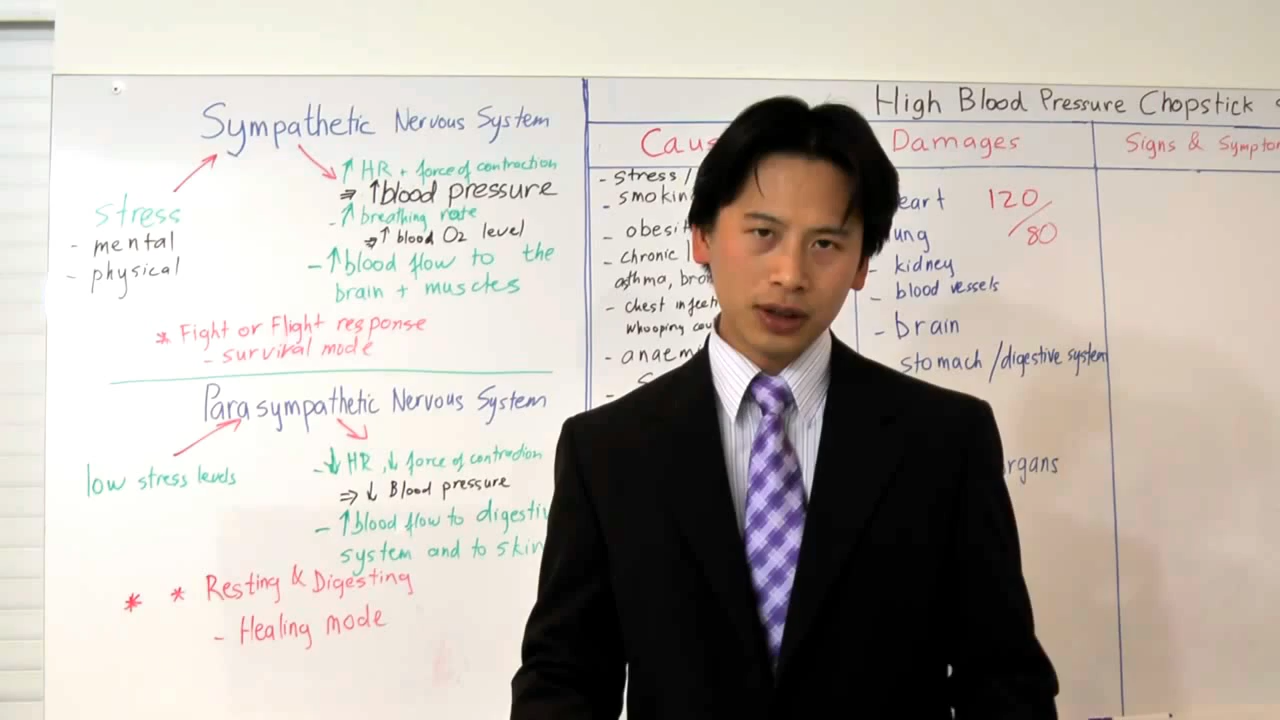 Sympathetic Nervous System
↑ HR + force of contraction
⇒ ↑ blood pressure
- ↑ breathing rate
⇒ ↑ blood O2 level
- ↑ blood flow to the
brain + muscles
stress
- mental
- physical
* Fight or Flight response
- survival mode
Parasympathetic Nervous System
low stress levels
- ↓ HR, ↓ force of contraction
⇒ ↓ Blood pressure
- ↑ blood flow to digesti
system and to skin
* * Resting & Digesting
- Healing mode
High Blood Pressure Chopstick
Caus
- stress /
- smokin
- obesit
- chronic l
asthma, bron
- chest infect
whooping cou
- anaemi
Damages
eart 120/80
ung
- kidney
- blood vessels
- brain
stomach / digestive system
organs
Signs & Sympto